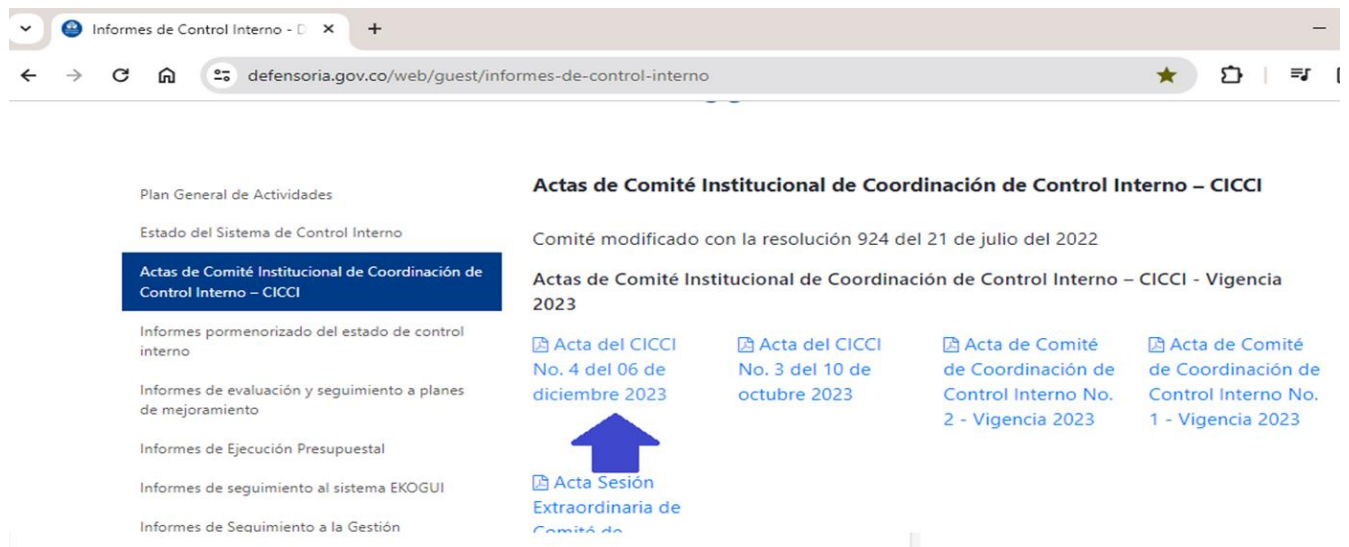 Informes de Control Interno - D
defensoria.gov.co/web/guest/informes-de-control-interno
Plan General de Actividades
Estado del Sistema de Control Interno
Actas de Comité Institucional de Coordinación de
Control Interno – CICCI
Informes pormenorizado del estado de control
interno
Informes de evaluación y seguimiento a planes
de mejoramiento
Informes de Ejecución Presupuestal
Informes de seguimiento al sistema EKOGUI
Informes de Seguimiento a la Gestión
Actas de Comité Institucional de Coordinación de Control Interno – CICCI
Comité modificado con la resolución 924 del 21 de julio del 2022
Actas de Comité Institucional de Coordinación de Control Interno – CICCI - Vigencia
2023
Acta del CICCI
No. 4 del 06 de
diciembre 2023
Acta del CICCI
No. 3 del 10 de
octubre 2023
Acta de Comité
de Coordinación de
Control Interno No.
2 - Vigencia 2023
Acta de Comité
de Coordinación de
Control Interno No.
1 - Vigencia 2023
Acta Sesión
Extraordinaria de
Comité de